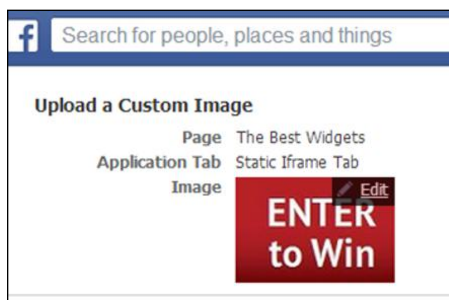 f Search for people, places and things
Upload a Custom Image
Page The Best Widgets
Application Tab Static Iframe Tab
Image
Edit
ENTER
to Win